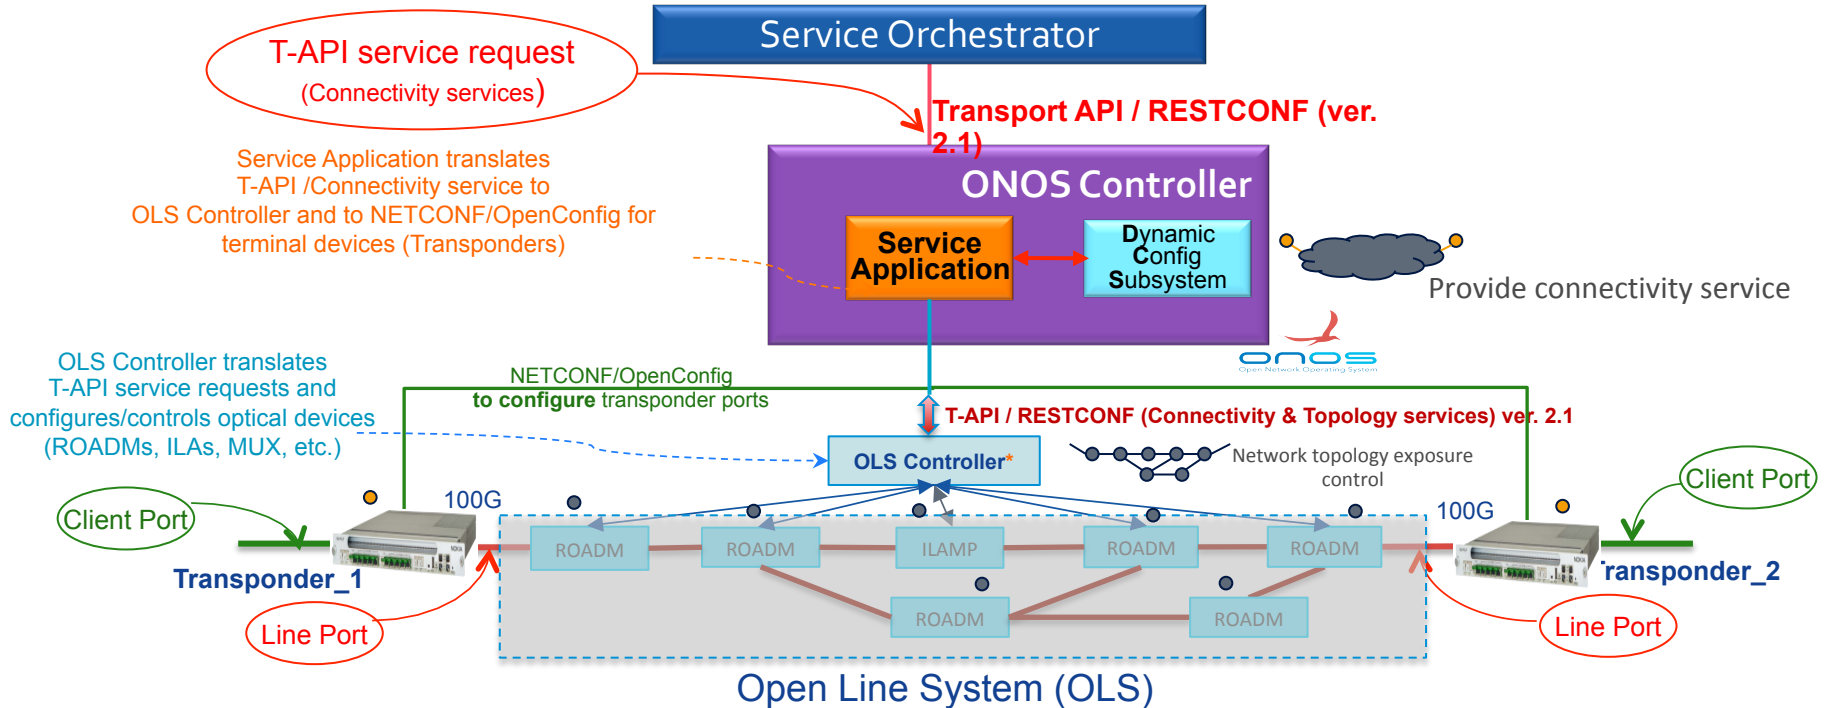 Service Orchestrator
T-API service request
(Connectivity services)
Transport API / RESTCONF (ver.
2.1)
Service Application translates
T-API /Connectivity service to
OLS Controller and to NETCONF/OpenConfig for
terminal devices (Transponders)
ONOS Controller
Service
Application
Dynamic
Config
Subsystem
Provide connectivity service
onos
Open Network Operating System
OLS Controller translates
T-API service requests and
configures/controls optical devices
(ROADMs, ILAs, MUX, etc.)
NETCONF/OpenConfig
to configure transponder ports
T-API / RESTCONF (Connectivity & Topology services) ver. 2.1
OLS Controller*
Network topology exposure
control
Client Port
100G
100G
Client Port
ROADM
ROADM
ILAMP
ROADM
ROADM
Transponder_1
Transponder_2
ROADM
ROADM
Line Port
Line Port
Open Line System (OLS)